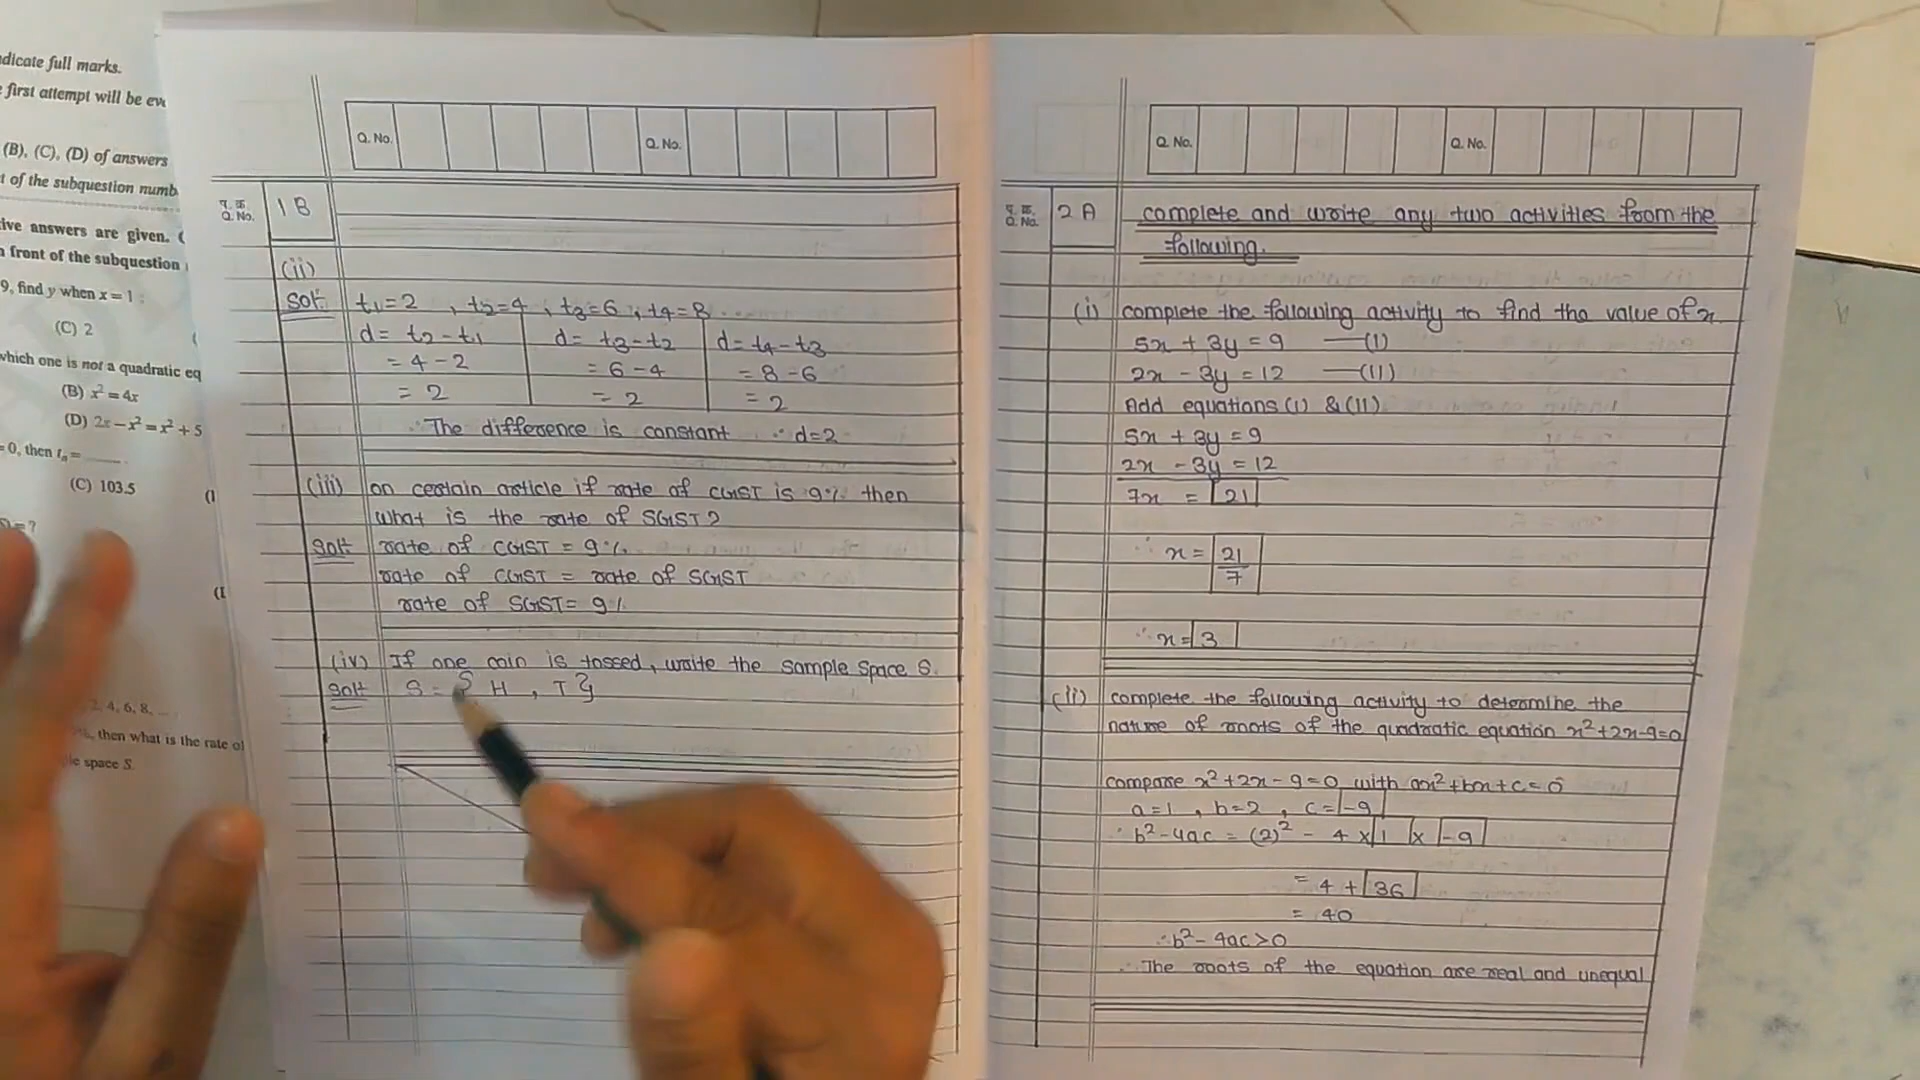 dicate full marks.
first attempt will be
(B), (C), (D) of answers
t of the subquestion numb
ive answers are given. (
front of the subquestion
9, find y when x = 1 :
(C) 2
which one is not a quadratic eq
(B) x² = 4x
(D) 2x – x² = x² + 5
= 0, then tₙ = ______.
(C) 103.5
= ?
2, 4, 6, 8, ...
then what is the rate of
space S.
Q. No. Q. No.
प्र. क्र.
Q. No.
1 B
(ii)
Solⁿ: t₁=2 , t₂=4 , t₃=6 , t₄=8 ....
d = t₂ - t₁ d = t₃ - t₂ d = t₄ - t₃
= 4 - 2 = 6 - 4 = 8 - 6
= 2 = 2 = 2
∴ The difference is constant ∴ d=2
(iii) on certain article if rate of CGST is 9% then
what is the rate of SGST?
Solⁿ: rate of CGST = 9%
rate of CGST = rate of SGST
rate of SGST = 9%
(iv) If one coin is tossed, write the sample space S.
Solⁿ: S = { H , T }
Q. No. Q. No.
प्र. क्र.
Q. No.
2 A
complete and write any two activities from the
following.
(i) complete the following activity to find the value of x
5x + 3y = 9 —(I)
2x - 3y = 12 —(II)
Add equations (I) & (II)
5x + 3y = 9
2x - 3y = 12
7x = 21
∴ x = 21/7
∴ x = 3
(ii) complete the following activity to determine the
nature of roots of the quadratic equation x²+2x-9=0
compare x² + 2x - 9 = 0 with ax² + bx + c = 0
a = 1 , b = 2 , c = -9
∴ b² - 4ac = (2)² - 4 × 1 × -9
= 4 + 36
= 40
∴ b² - 4ac > 0
∴ The roots of the equation are real and unequal